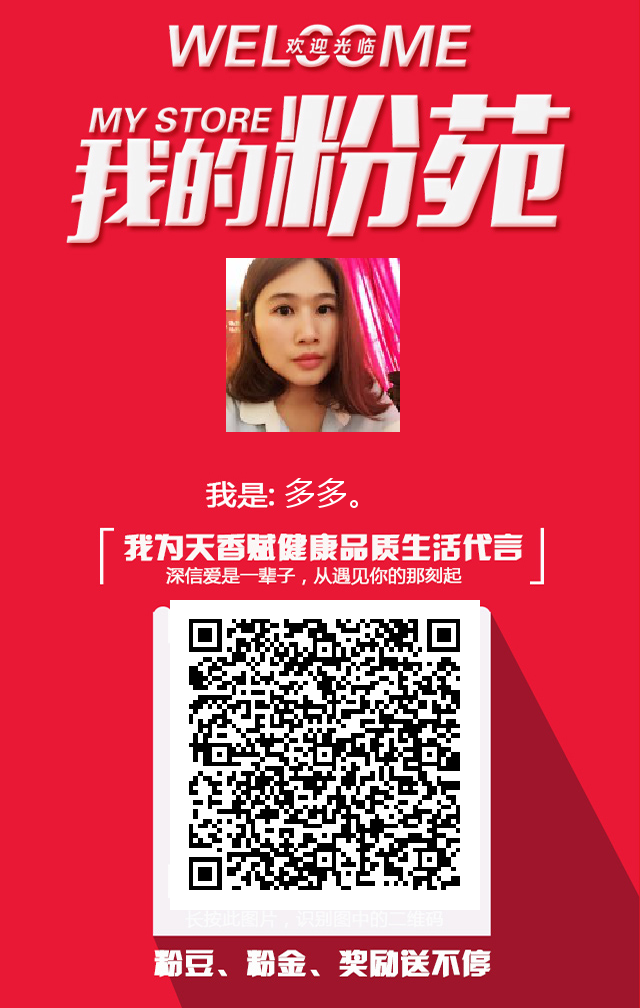 WELCOME
欢迎光临
MY STORE
我的粉苑
我是: 多多。
我为天香赋健康品质生活代言
深信爱是一辈子，从遇见你的那刻起
长按此图片，识别图中的二维码
粉豆、粉金、奖励送不停